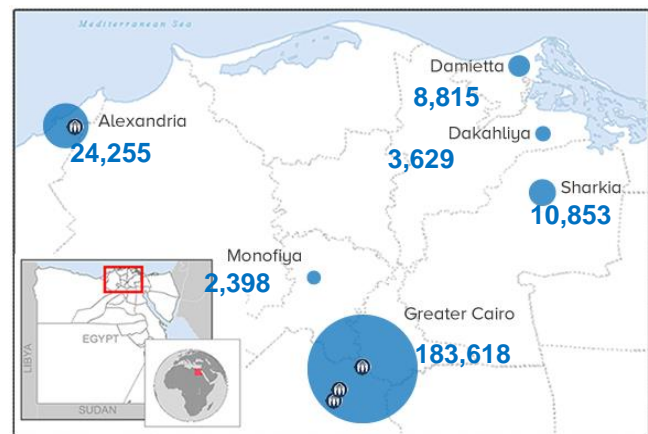 Mediterranean Sea
Damietta
8,815
Alexandria
24,255
Dakahliya
3,629
Sharkia
10,853
Monofiya
2,398
Greater Cairo
183,618
LIBYA
EGYPT
SUDAN